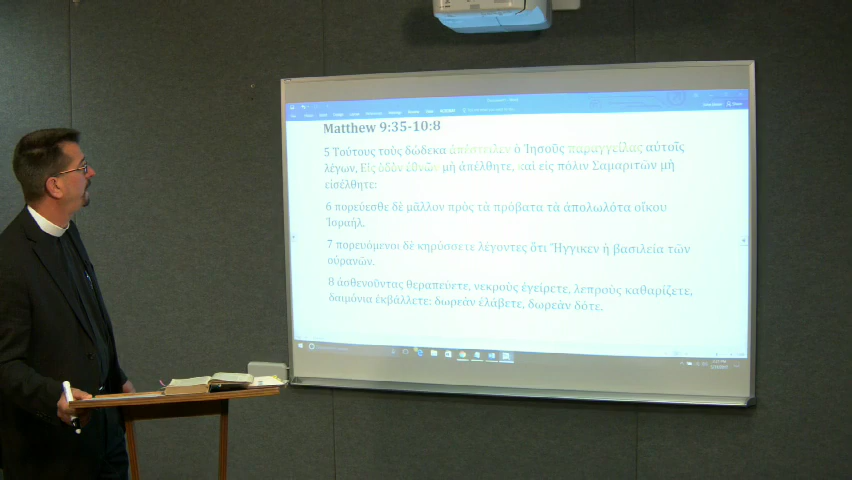 Matthew 9:35-10:8
5 Τούτους τοὺς δώδεκα ἀπέστειλεν ὁ Ἰησοῦς παραγγείλας αὐτοῖς
λέγων, Εἰς ὁδὸν ἐθνῶν μὴ ἀπέλθητε, καὶ εἰς πόλιν Σαμαριτῶν μὴ
εἰσέλθητε:
6 πορεύεσθε δὲ μᾶλλον πρὸς τὰ πρόβατα τὰ ἀπολωλότα οἴκου
Ἰσραήλ.
7 πορευόμενοι δὲ κηρύσσετε λέγοντες ὅτι Ἤγγικεν ἡ βασιλεία τῶν
οὐρανῶν.
8 ἀσθενοῦντας θεραπεύετε, νεκροὺς ἐγείρετε, λεπροὺς καθαρίζετε,
δαιμόνια ἐκβάλλετε: δωρεὰν ἐλάβετε, δωρεὰν δότε.